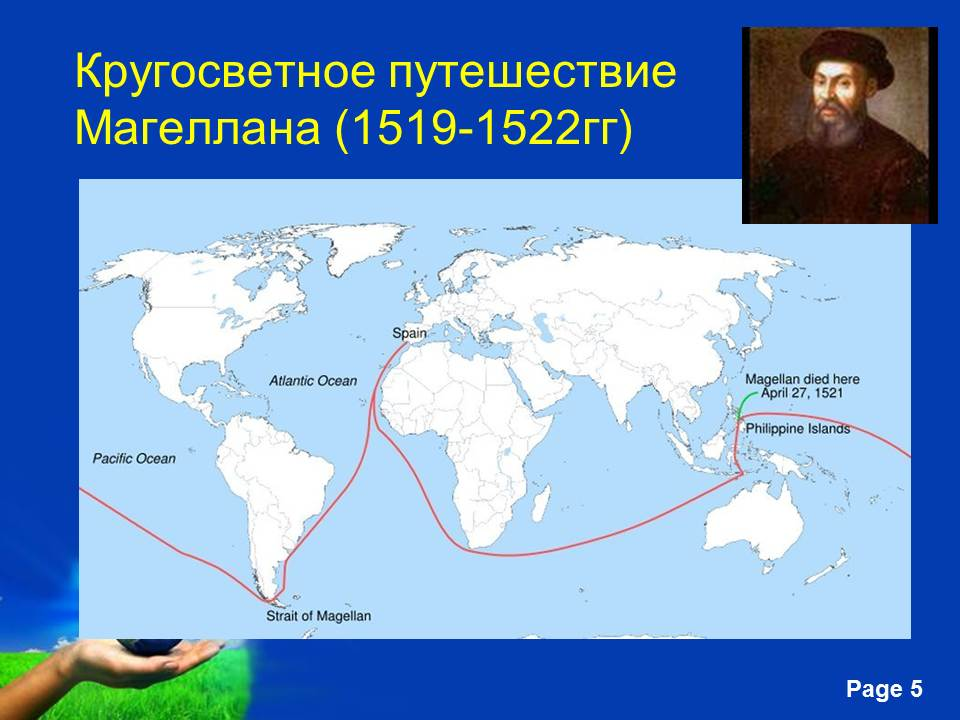 Кругосветное путешествие
Магеллана (1519-1522гг)
Spain
Atlantic Ocean
Magellan died here
April 27, 1521
Philippine Islands
Pacific Ocean
Strait of Magellan
Page 5